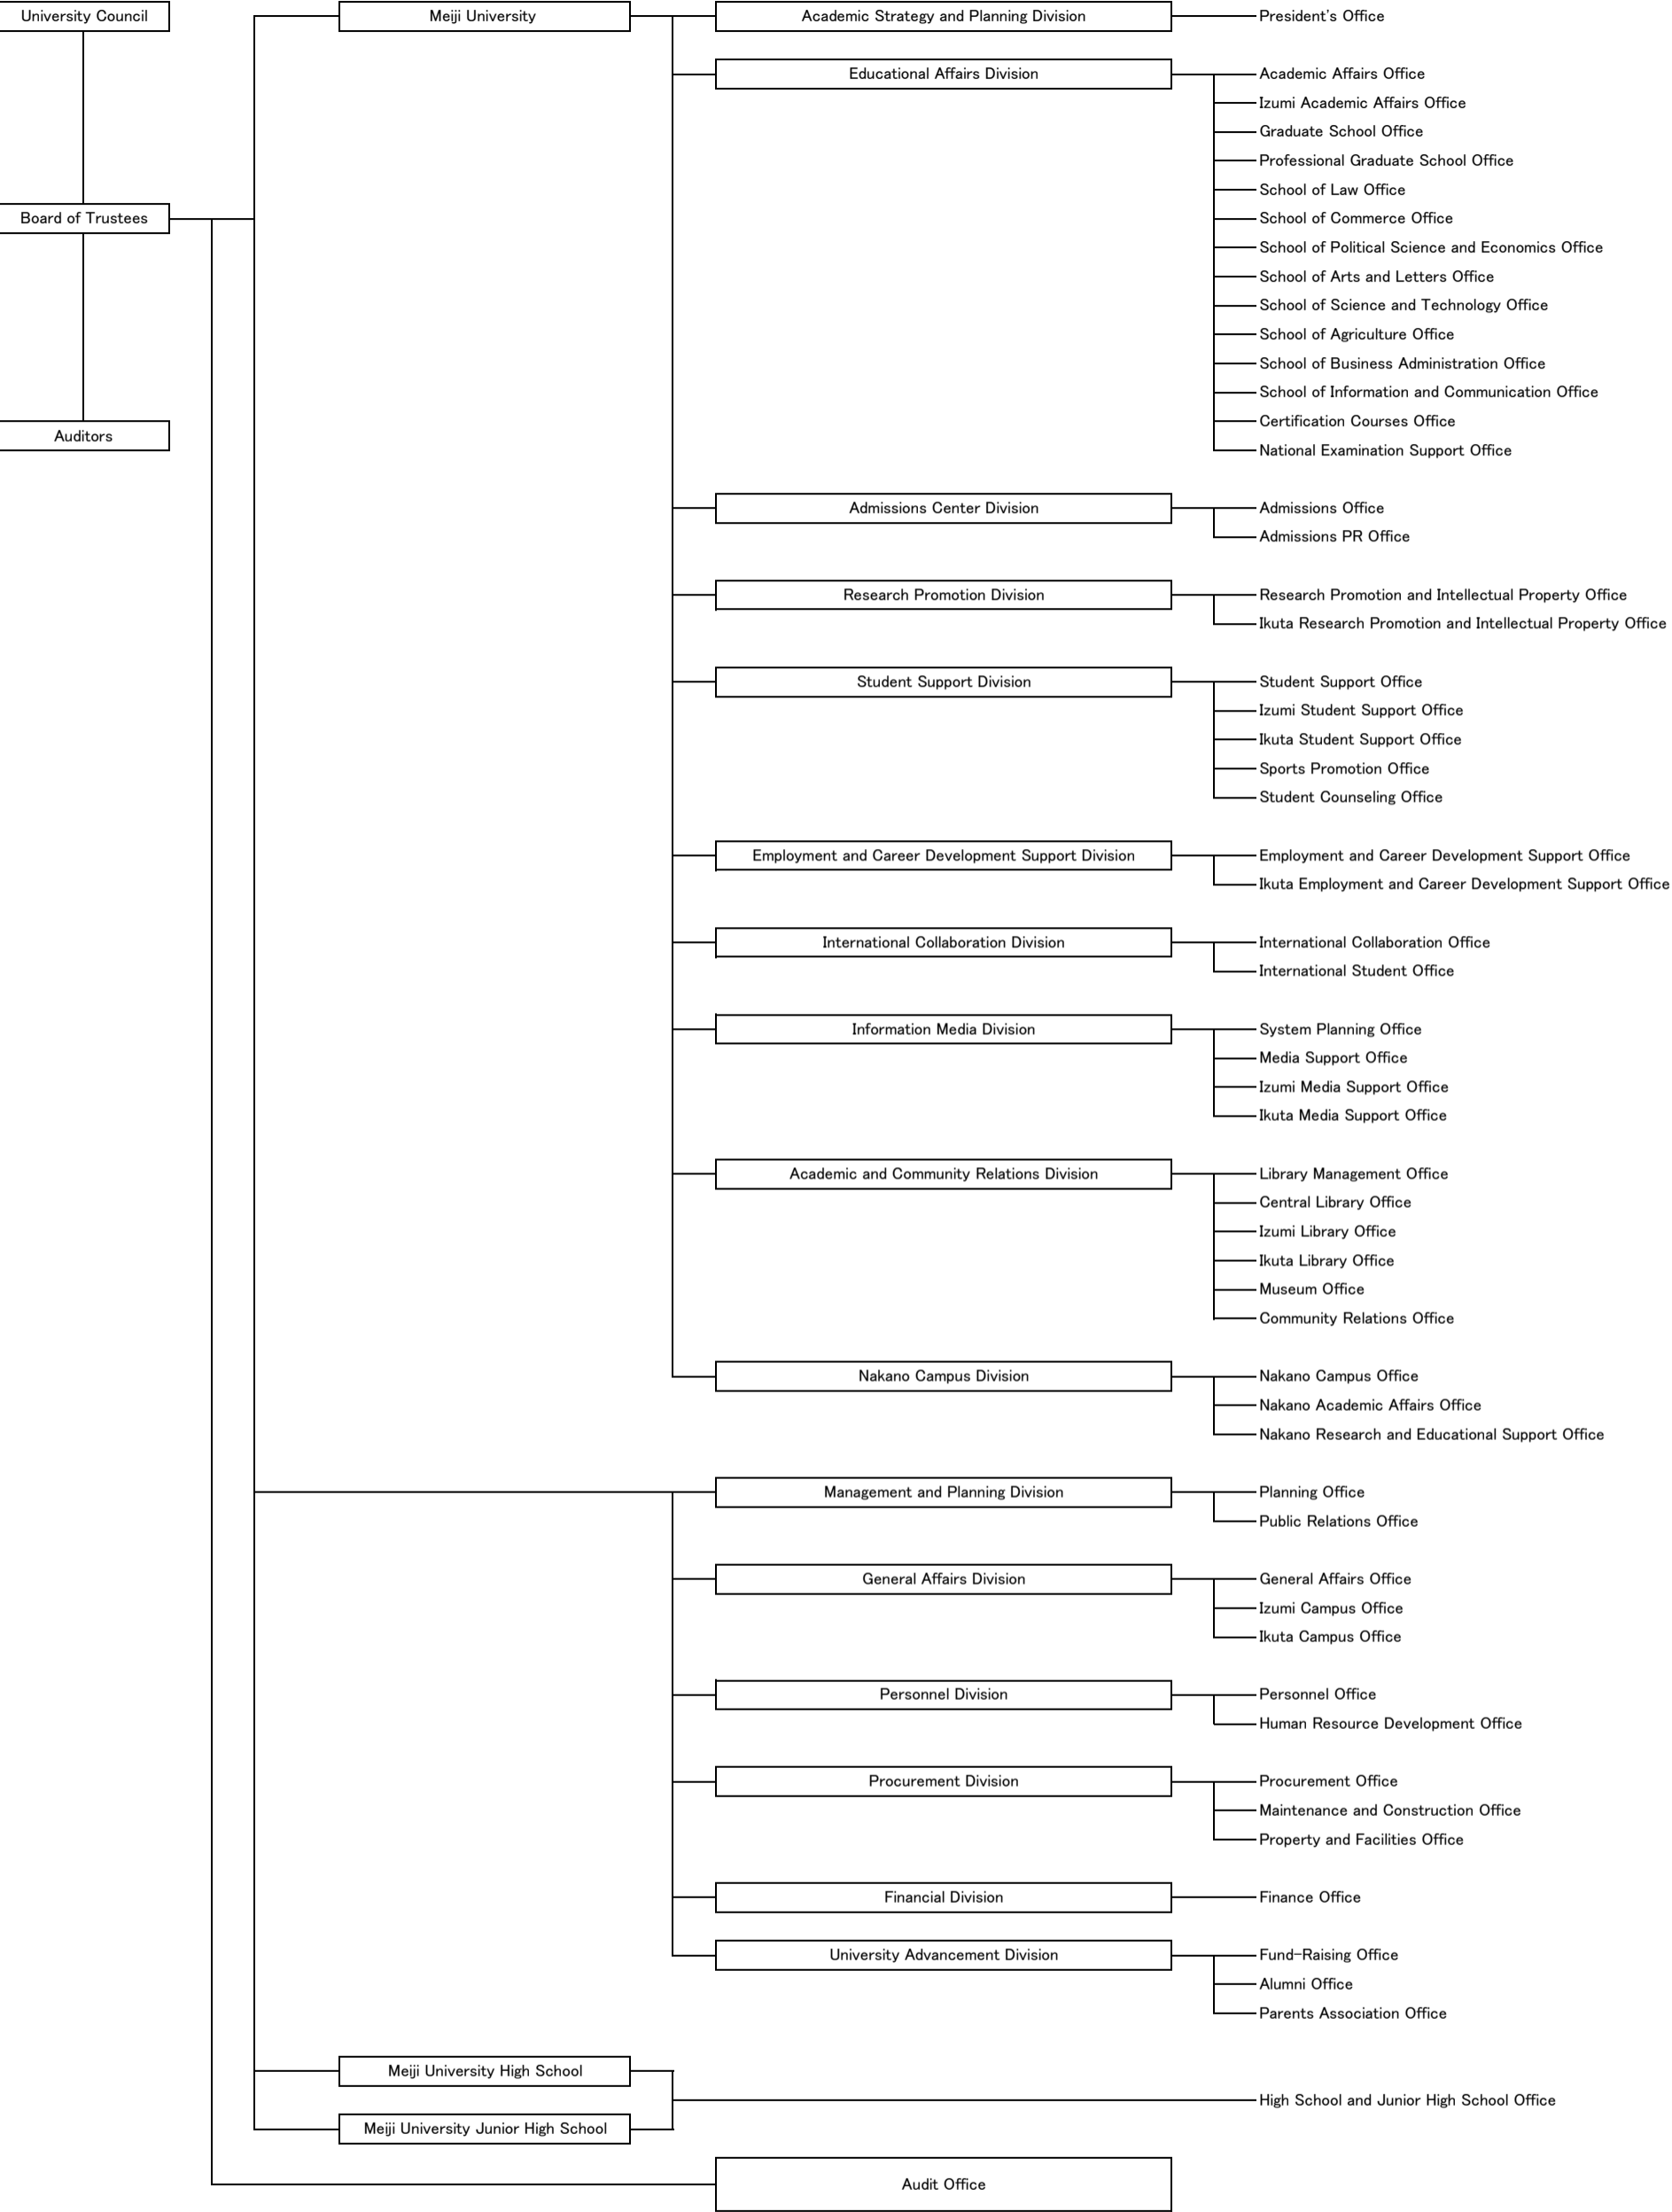 University Council
Meiji University
Academic Strategy and Planning Division
President's Office
Educational Affairs Division
Academic Affairs Office
Izumi Academic Affairs Office
Graduate School Office
Professional Graduate School Office
School of Law Office
Board of Trustees
School of Commerce Office
School of Political Science and Economics Office
School of Arts and Letters Office
School of Science and Technology Office
School of Agriculture Office
School of Business Administration Office
School of Information and Communication Office
Certification Courses Office
Auditors
National Examination Support Office
Admissions Center Division
Admissions Office
Admissions PR Office
Research Promotion Division
Research Promotion and Intellectual Property Office
Ikuta Research Promotion and Intellectual Property Office
Student Support Division
Student Support Office
Izumi Student Support Office
Ikuta Student Support Office
Sports Promotion Office
Student Counseling Office
Employment and Career Development Support Division
Employment and Career Development Support Office
Ikuta Employment and Career Development Support Office
International Collaboration Division
International Collaboration Office
International Student Office
Information Media Division
System Planning Office
Media Support Office
Izumi Media Support Office
Ikuta Media Support Office
Academic and Community Relations Division
Library Management Office
Central Library Office
Izumi Library Office
Ikuta Library Office
Museum Office
Community Relations Office
Nakano Campus Division
Nakano Campus Office
Nakano Academic Affairs Office
Nakano Research and Educational Support Office
Management and Planning Division
Planning Office
Public Relations Office
General Affairs Division
General Affairs Office
Izumi Campus Office
Ikuta Campus Office
Personnel Division
Personnel Office
Human Resource Development Office
Procurement Division
Procurement Office
Maintenance and Construction Office
Property and Facilities Office
Financial Division
Finance Office
University Advancement Division
Fund-Raising Office
Alumni Office
Parents Association Office
Meiji University High School
High School and Junior High School Office
Meiji University Junior High School
Audit Office